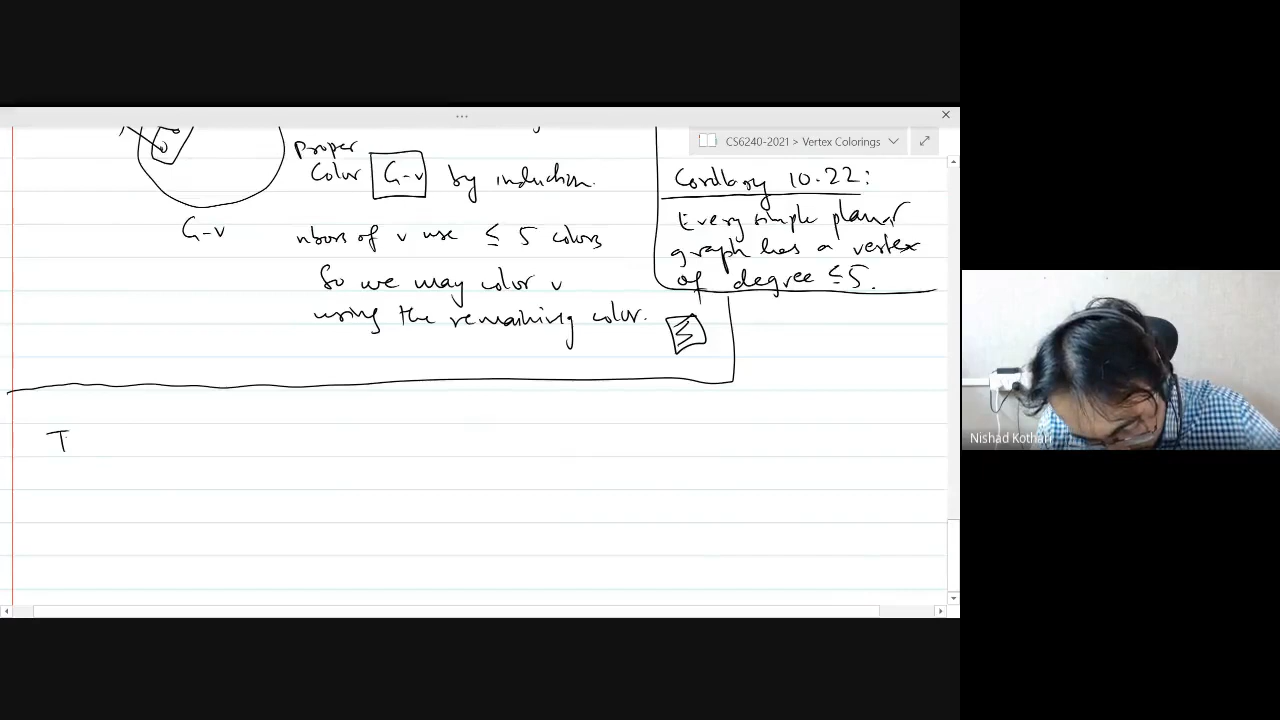 CS6240-2021 > Vertex Colorings
proper
Color G-v by induction.
G-v
nbors of v use ≤ 5 colors
So we may color v
using the remaining color.
Corollary 10.22:
Every simple planar
graph has a vertex
of degree ≤5.
T
Nishad Kothari